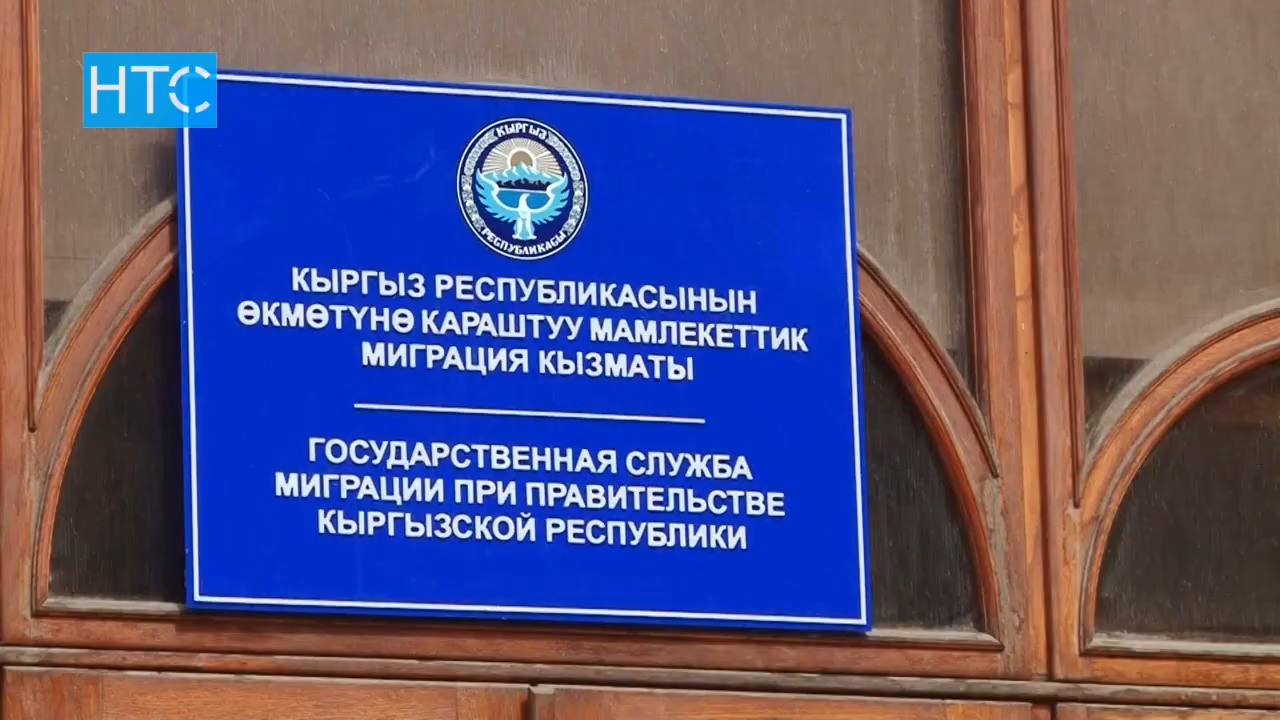 НТС
КЫРГЫЗ
РЕСПУБЛИКАСЫ
КЫРГЫЗ РЕСПУБЛИКАСЫНЫН
ӨКМӨТҮНӨ КАРАШТУУ МАМЛЕКЕТТИК
МИГРАЦИЯ КЫЗМАТЫ
ГОСУДАРСТВЕННАЯ СЛУЖБА
МИГРАЦИИ ПРИ ПРАВИТЕЛЬСТВЕ
КЫРГЫЗСКОЙ РЕСПУБЛИКИ